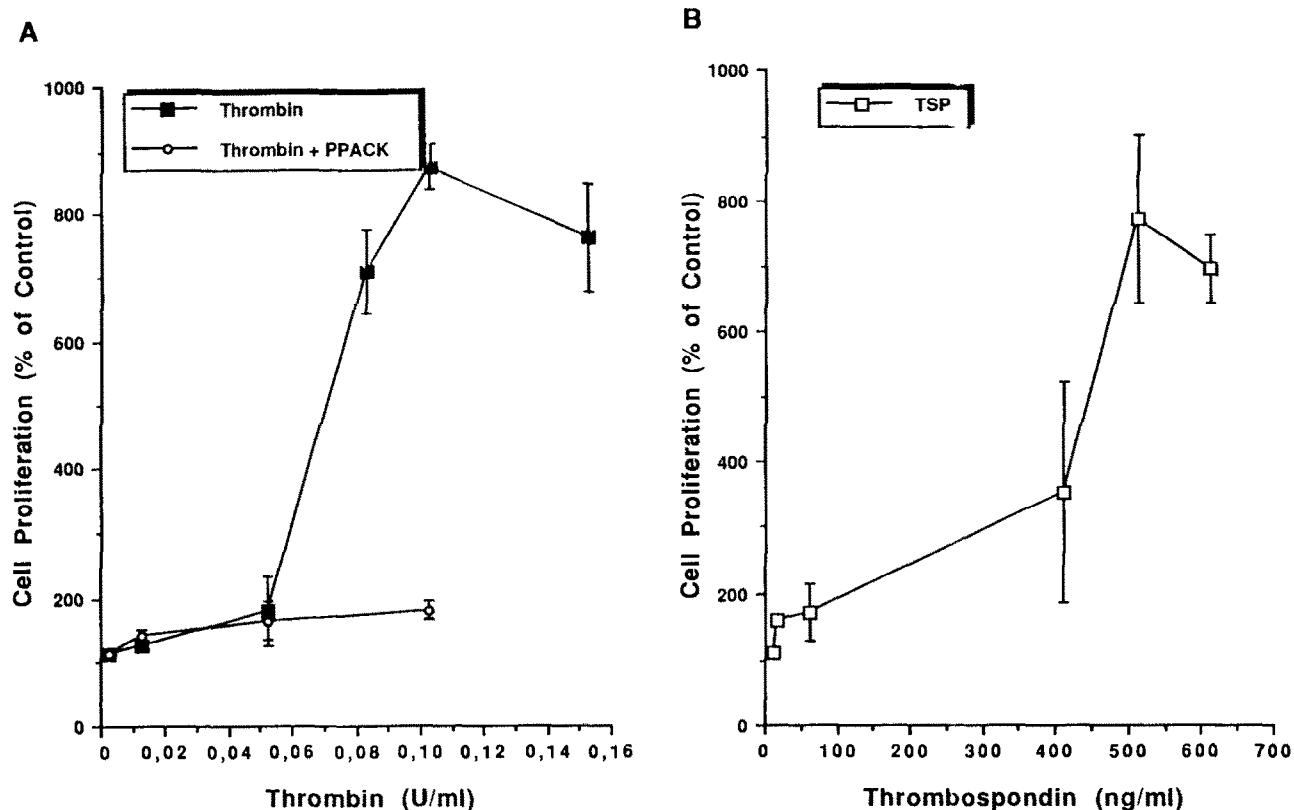 A
B
Thrombin
Thrombin + PPACK
TSP
Cell Proliferation (% of Control)
1000
800
600
400
200
0
0 0,02 0,04 0,06 0,08 0,10 0,12 0,14 0,16
Thrombin (U/ml)
Cell Proliferation (% of Control)
1000
800
600
400
200
0
0 100 200 300 400 500 600 700
Thrombospondin (ng/ml)